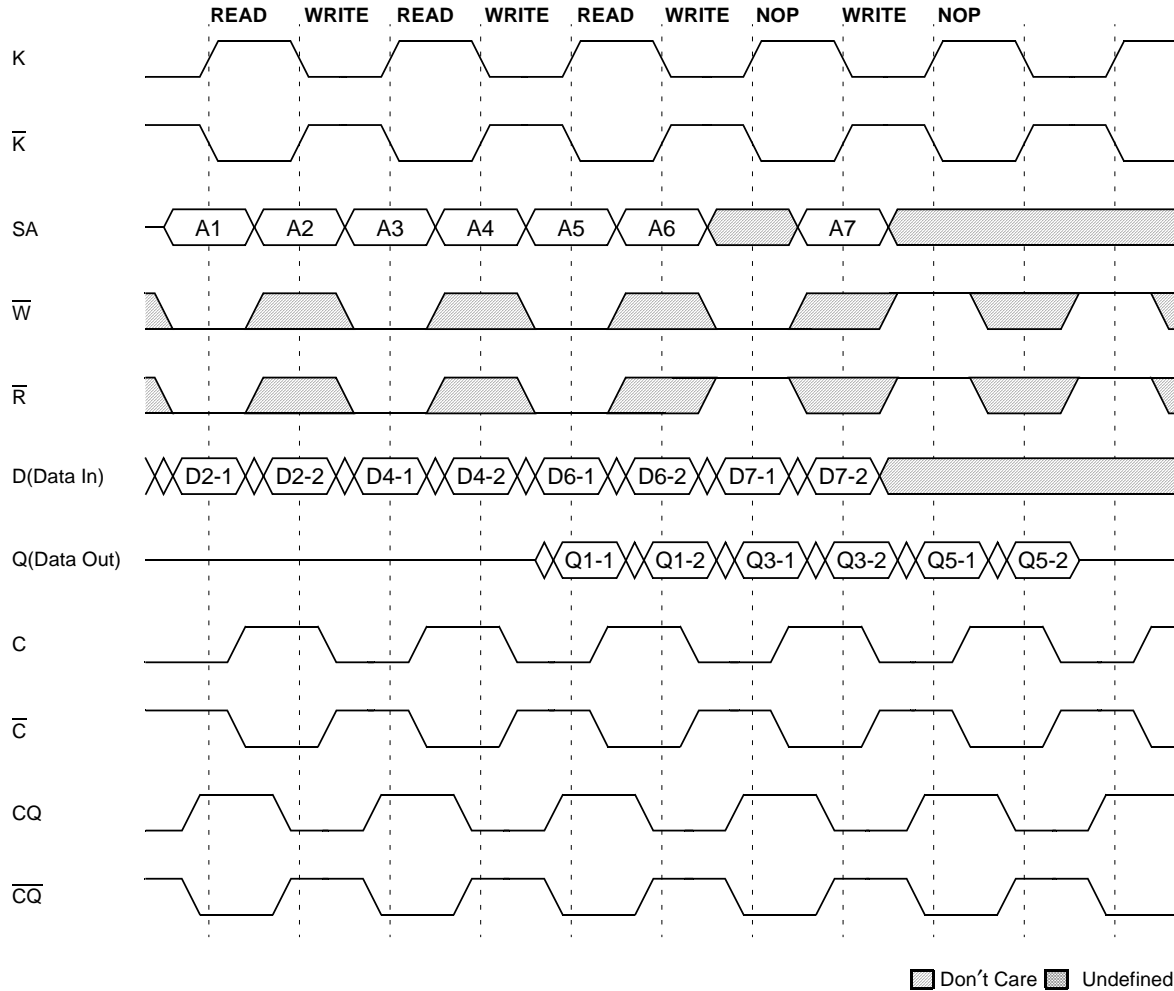 READ WRITE READ WRITE READ WRITE NOP WRITE NOP
K
K̅
SA A1 A2 A3 A4 A5 A6 A7
W̅
R̅
D(Data In) D2-1 D2-2 D4-1 D4-2 D6-1 D6-2 D7-1 D7-2
Q(Data Out) Q1-1 Q1-2 Q3-1 Q3-2 Q5-1 Q5-2
C
C̅
CQ
C̅Q̅
Don′t Care Undefined